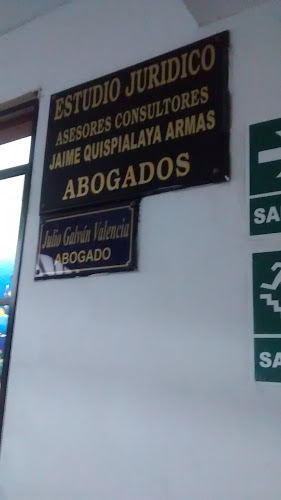 ESTUDIO JURIDICO
ASESORES CONSULTORES
JAIME QUISPIALAYA ARMAS
ABOGADOS
Julio Galván Valencia
ABOGADO
SA
SA